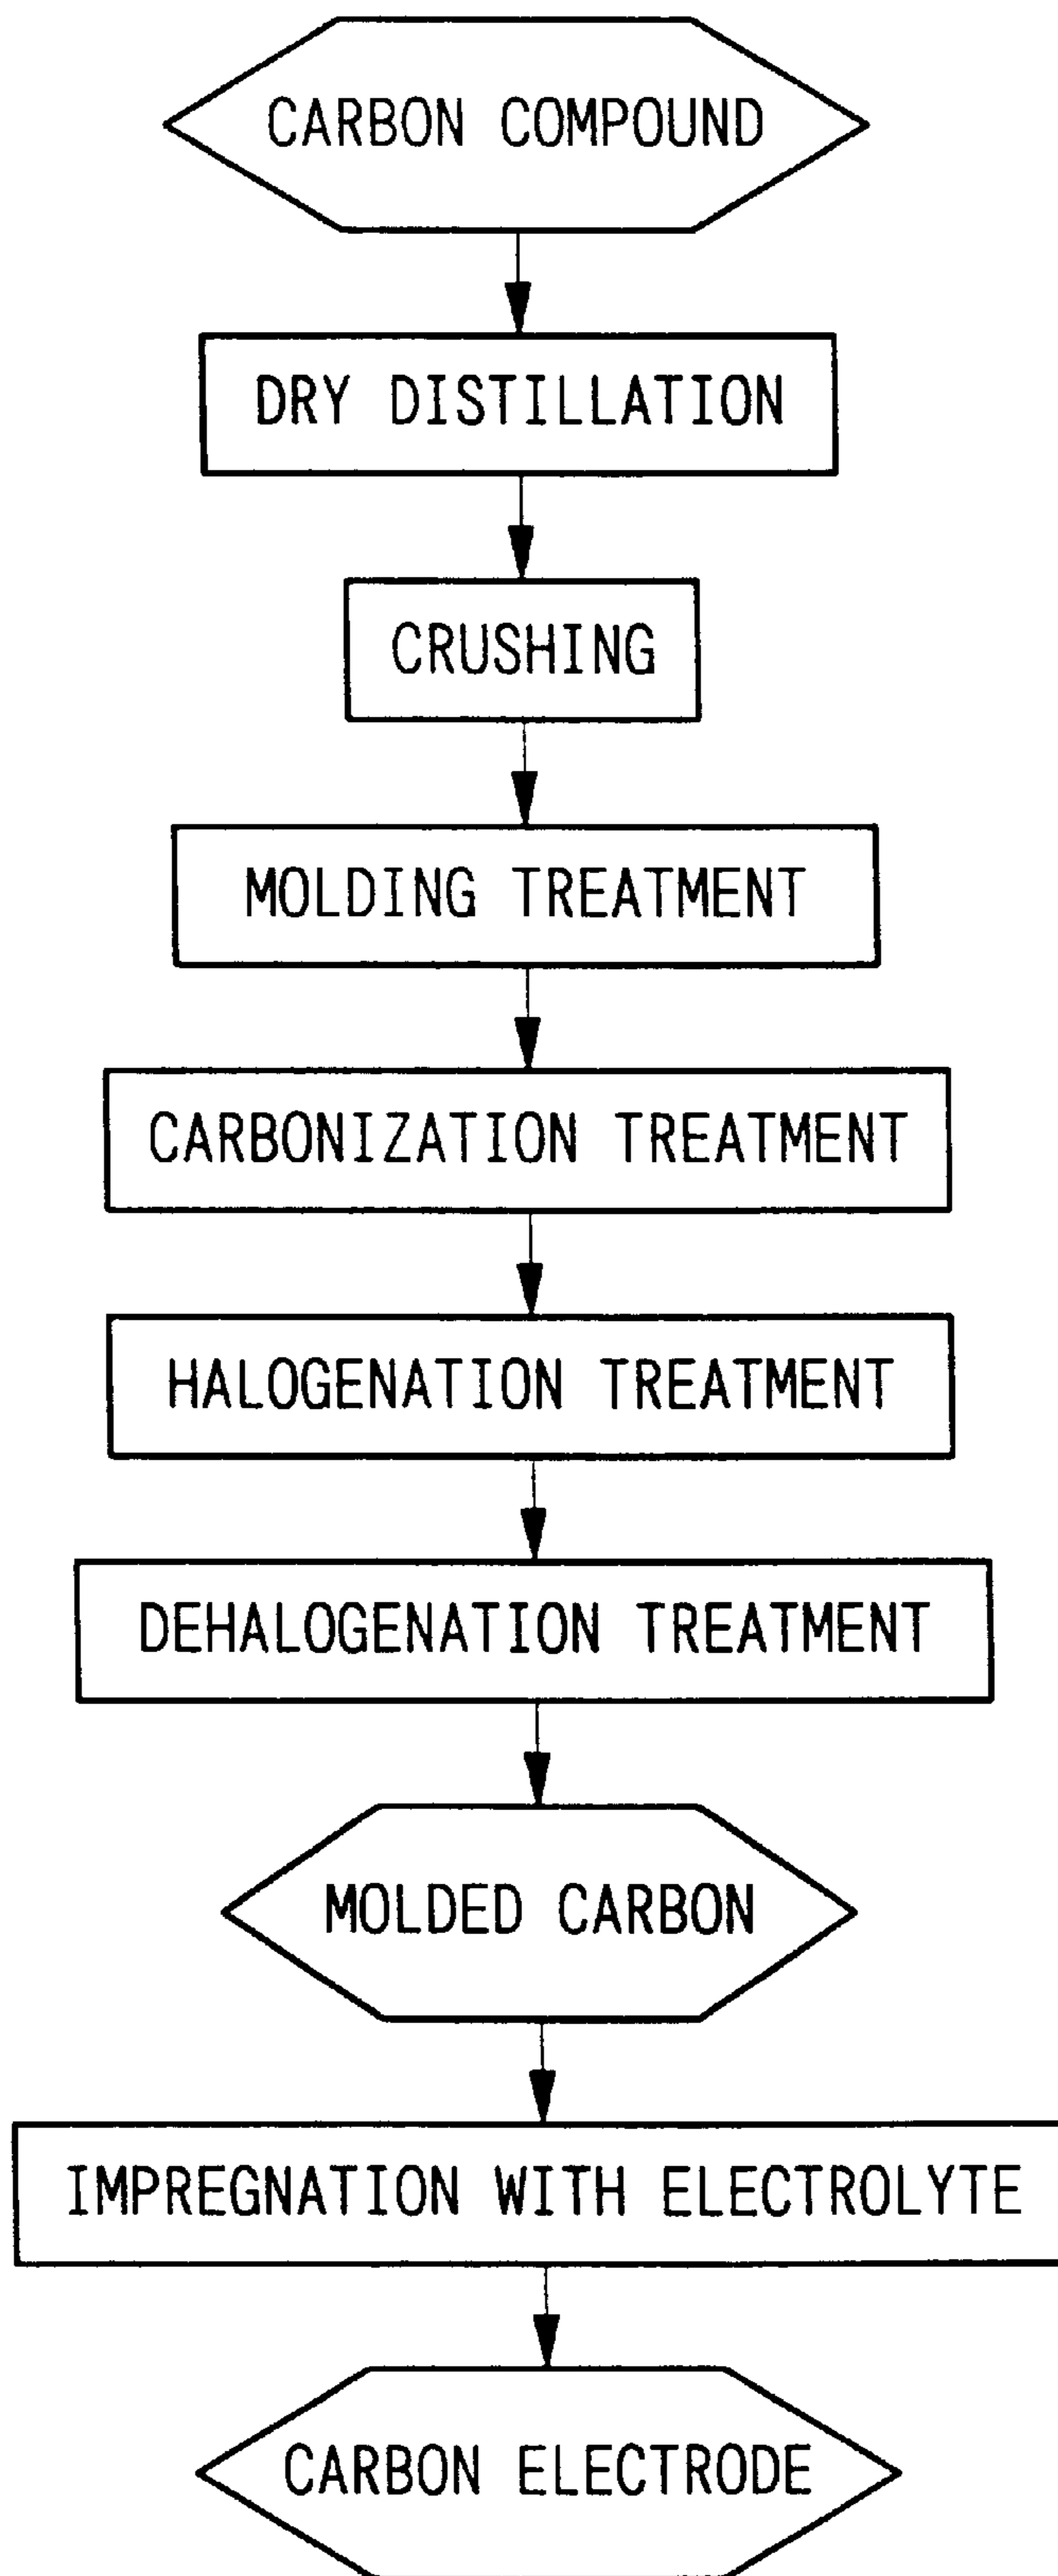 CARBON COMPOUND
DRY DISTILLATION
CRUSHING
MOLDING TREATMENT
CARBONIZATION TREATMENT
HALOGENATION TREATMENT
DEHALOGENATION TREATMENT
MOLDED CARBON
IMPREGNATION WITH ELECTROLYTE
CARBON ELECTRODE